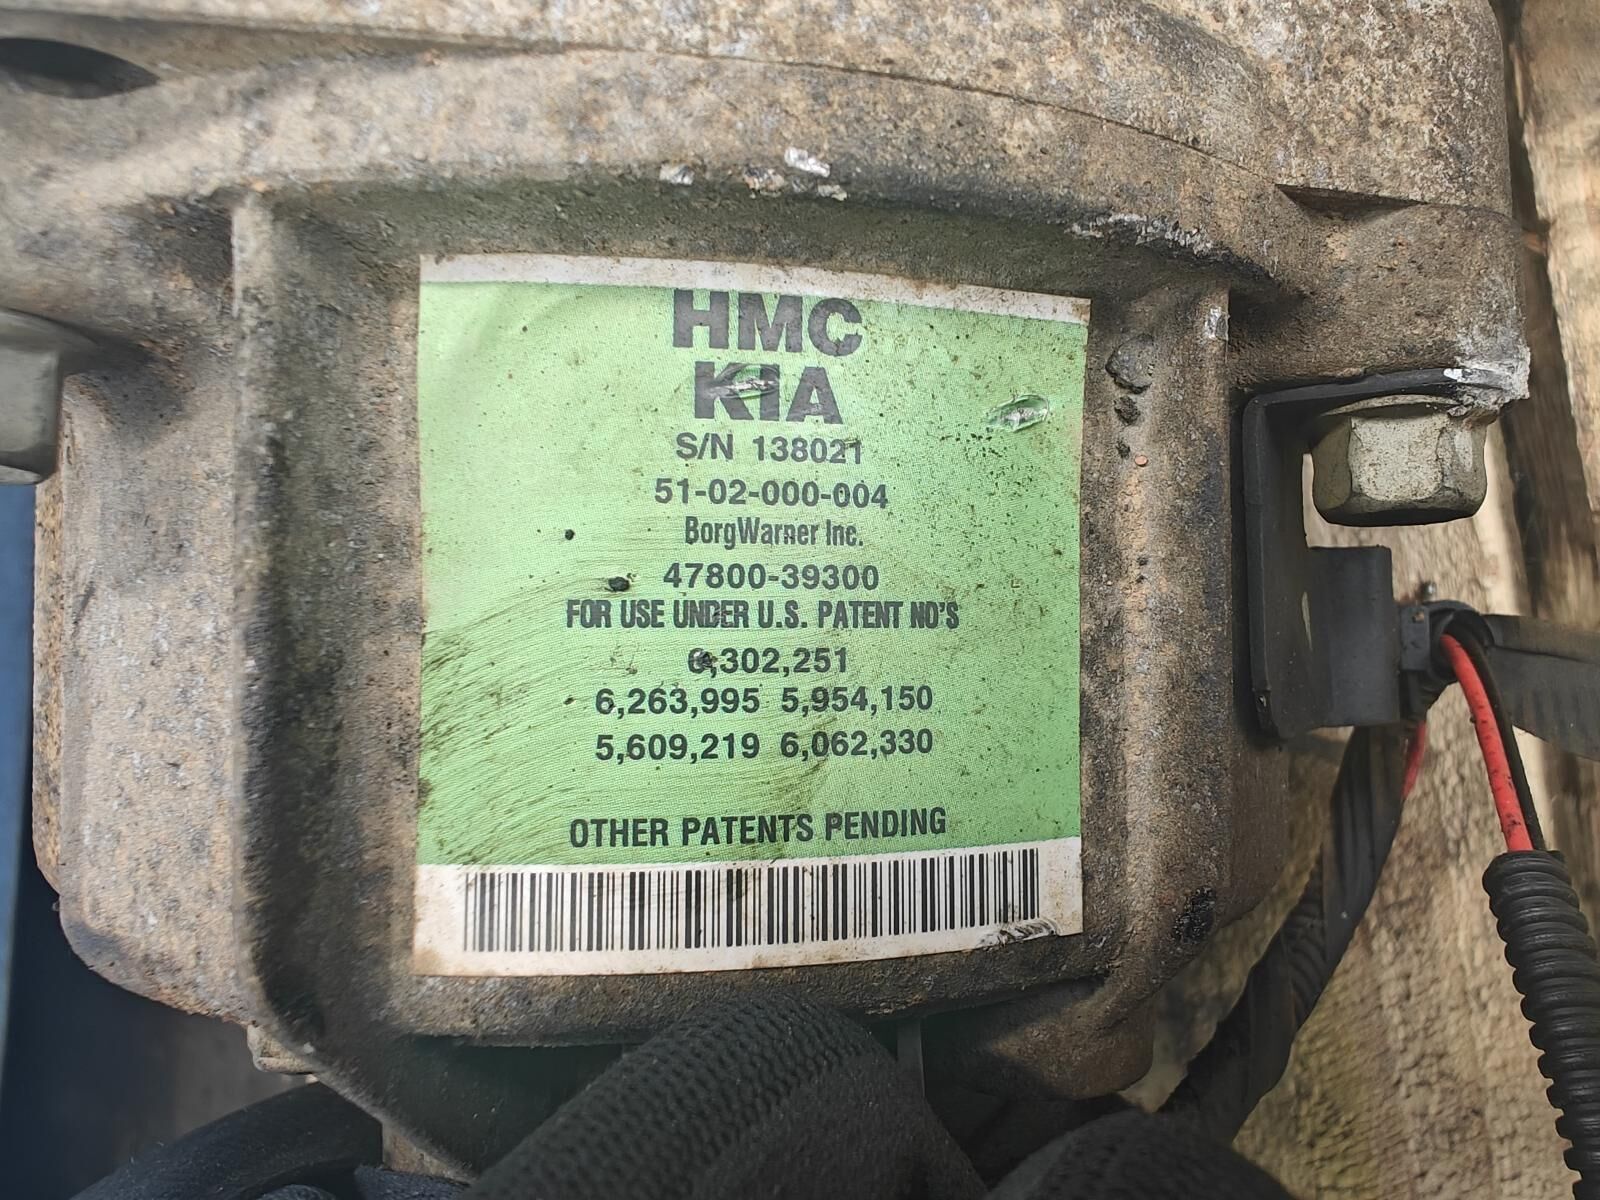 HMC
KIA
S/N 138021
51-02-000-004
BorgWarner Inc.
47800-39300
FOR USE UNDER U.S. PATENT NO'S
6,302,251
6,263,995 5,954,150
5,609,219 6,062,330
OTHER PATENTS PENDING